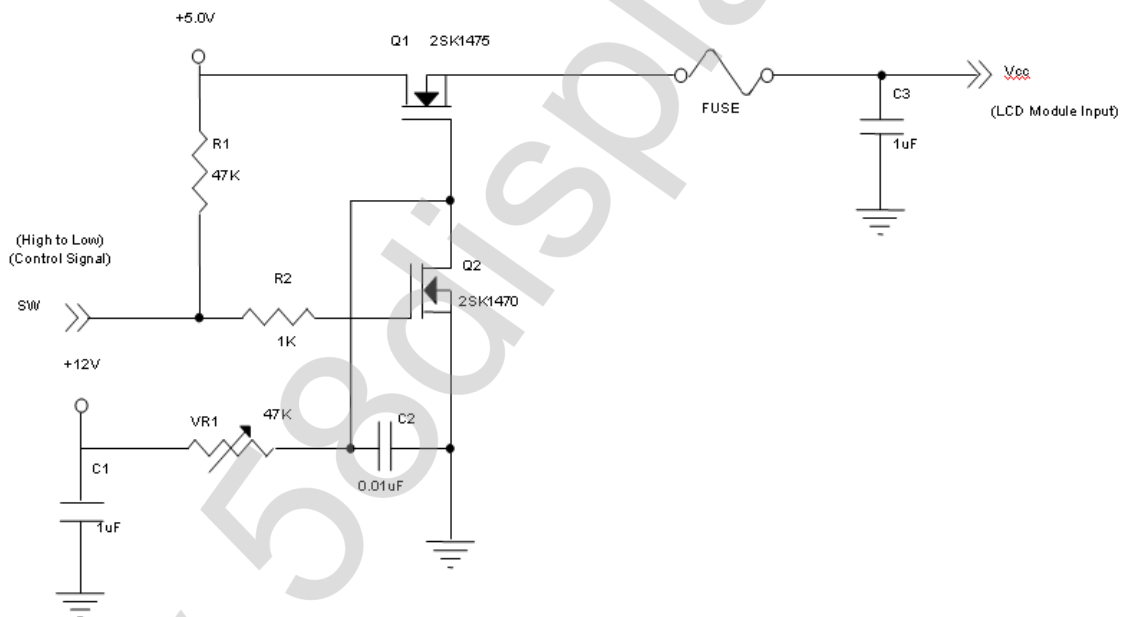 +5.0V
Q1 2SK1475
Vcc
C3
FUSE
(LCD Module Input)
R1
1uF
47K
(High to Low)
(Control Signal)
Q2
R2
SW
2SK1470
1K
+12V
47K
VR1
C2
C1
0.01uF
1uF
58displa